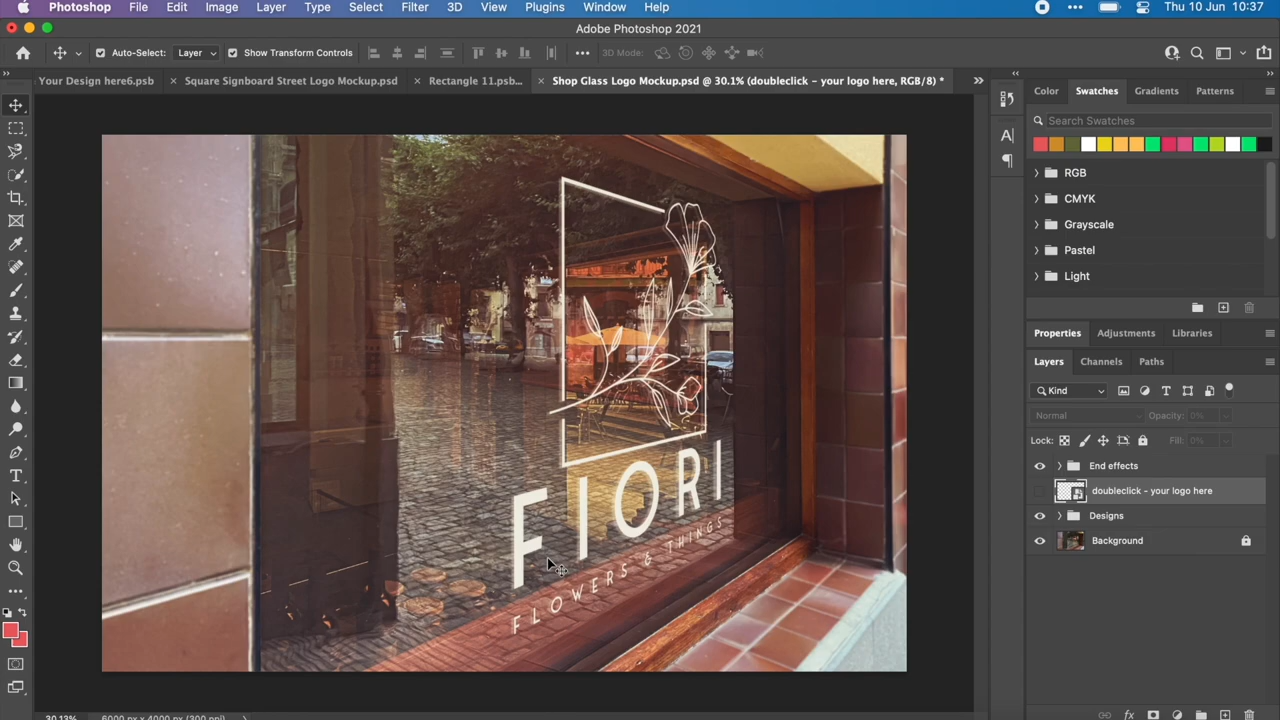 Photoshop File Edit Image Layer Type Select Filter 3D View Plugins Window Help Thu 10 Jun 10:37
Adobe Photoshop 2021
Auto-Select: Layer Show Transform Controls 3D Mode:
Your Design here6.psb × Square Signboard Street Logo Mockup.psd × Rectangle 11.psb... × Shop Glass Logo Mockup.psd @ 30.1% (doubleclick - your logo here, RGB/8) *
Color Swatches Gradients Patterns
Search Swatches
RGB
CMYK
Grayscale
Pastel
Light
Properties Adjustments Libraries
Layers Channels Paths
Kind
Normal Opacity: 0%
Lock: Fill: 0%
End effects
doubleclick - your logo here
Designs
Background
FIORI
FLOWERS & THINGS
30.13% 6000 px x 4000 px (300 ppi)